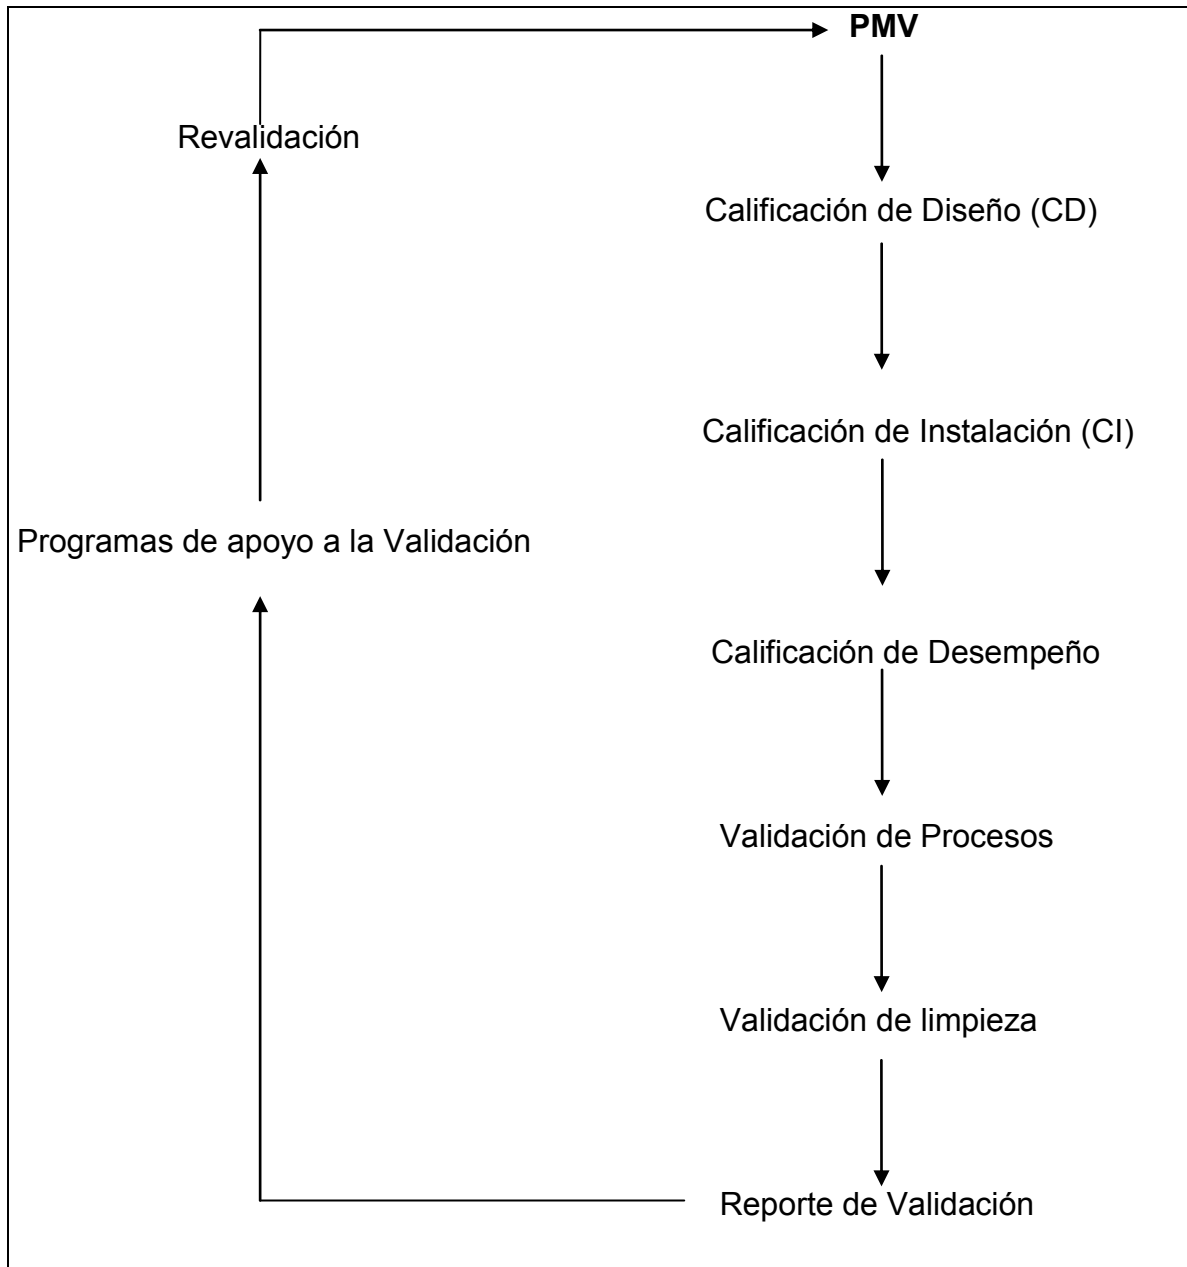 PMV
Revalidación
Calificación de Diseño (CD)
Calificación de Instalación (CI)
Programas de apoyo a la Validación
Calificación de Desempeño
Validación de Procesos
Validación de limpieza
Reporte de Validación